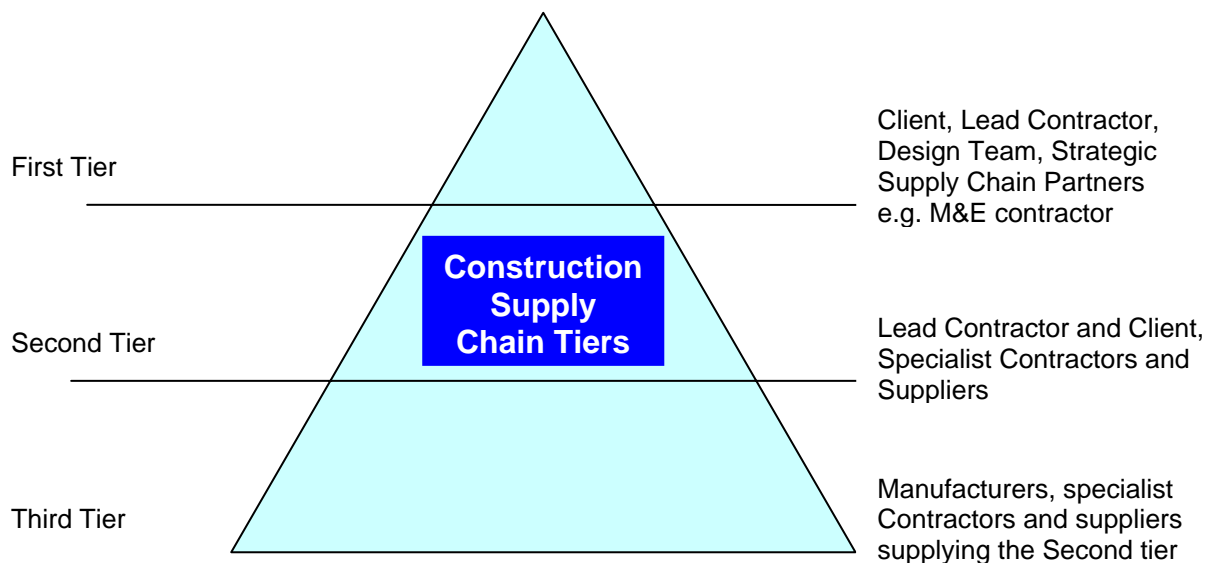 First Tier
Client, Lead Contractor,
Design Team, Strategic
Supply Chain Partners
e.g. M&E contractor
Construction
Supply
Chain Tiers
Second Tier
Lead Contractor and Client,
Specialist Contractors and
Suppliers
Third Tier
Manufacturers, specialist
Contractors and suppliers
supplying the Second tier